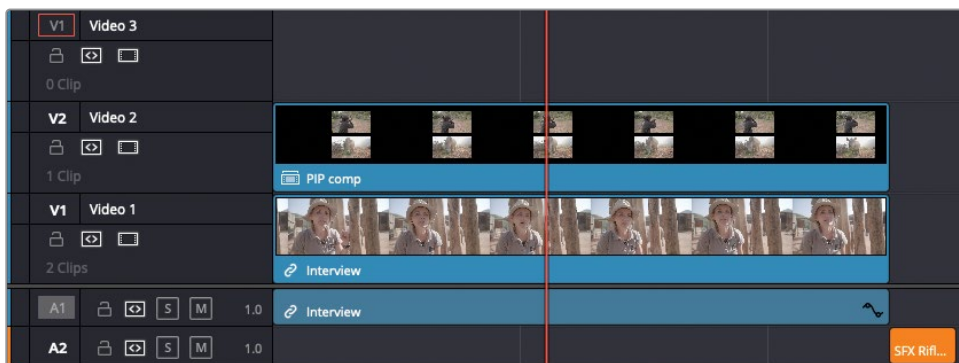 V1 Video 3
0 Clip
V2 Video 2
1 Clip
PIP comp
V1 Video 1
2 Clips
Interview
A1 S M 1.0 Interview
A2 S M 1.0 SFX Rifl...